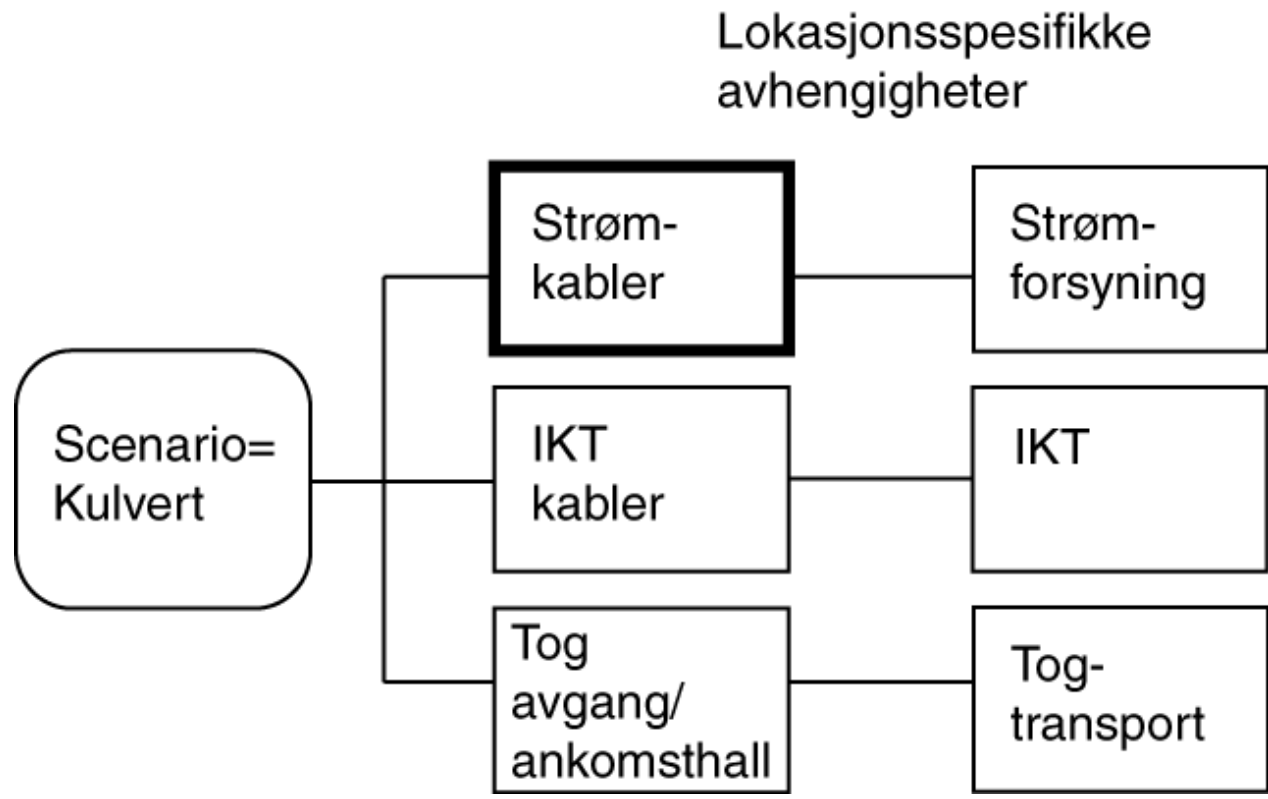 Lokasjonsspesifikke
avhengigheter
Strøm-
kabler
Strøm-
forsyning
Scenario=
Kulvert
IKT
kabler
IKT
Tog
avgang/
ankomsthall
Tog-
transport